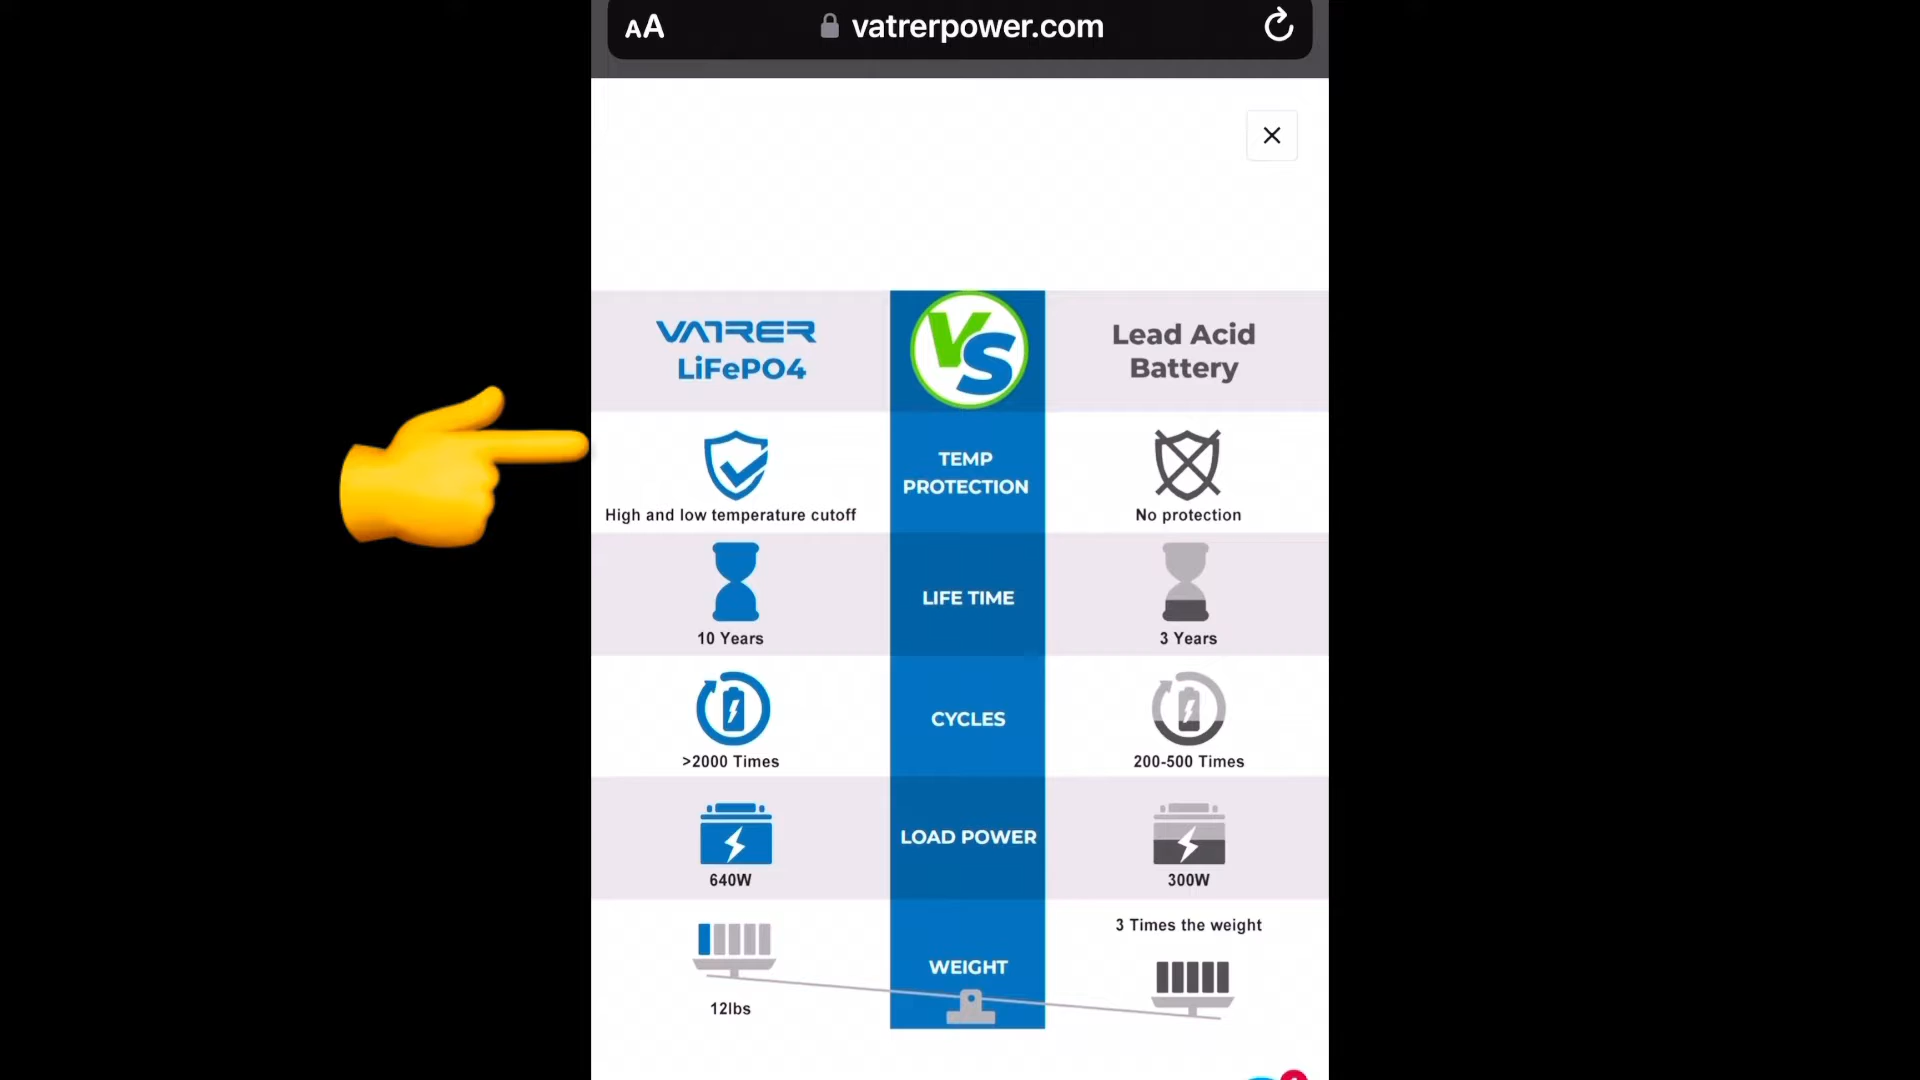 AA vatrerpower.com
VATRER
LiFePO4
VS
Lead Acid
Battery
High and low temperature cutoff
TEMP
PROTECTION
No protection
10 Years
LIFE TIME
3 Years
>2000 Times
CYCLES
200-500 Times
640W
LOAD POWER
300W
12lbs
WEIGHT
3 Times the weight